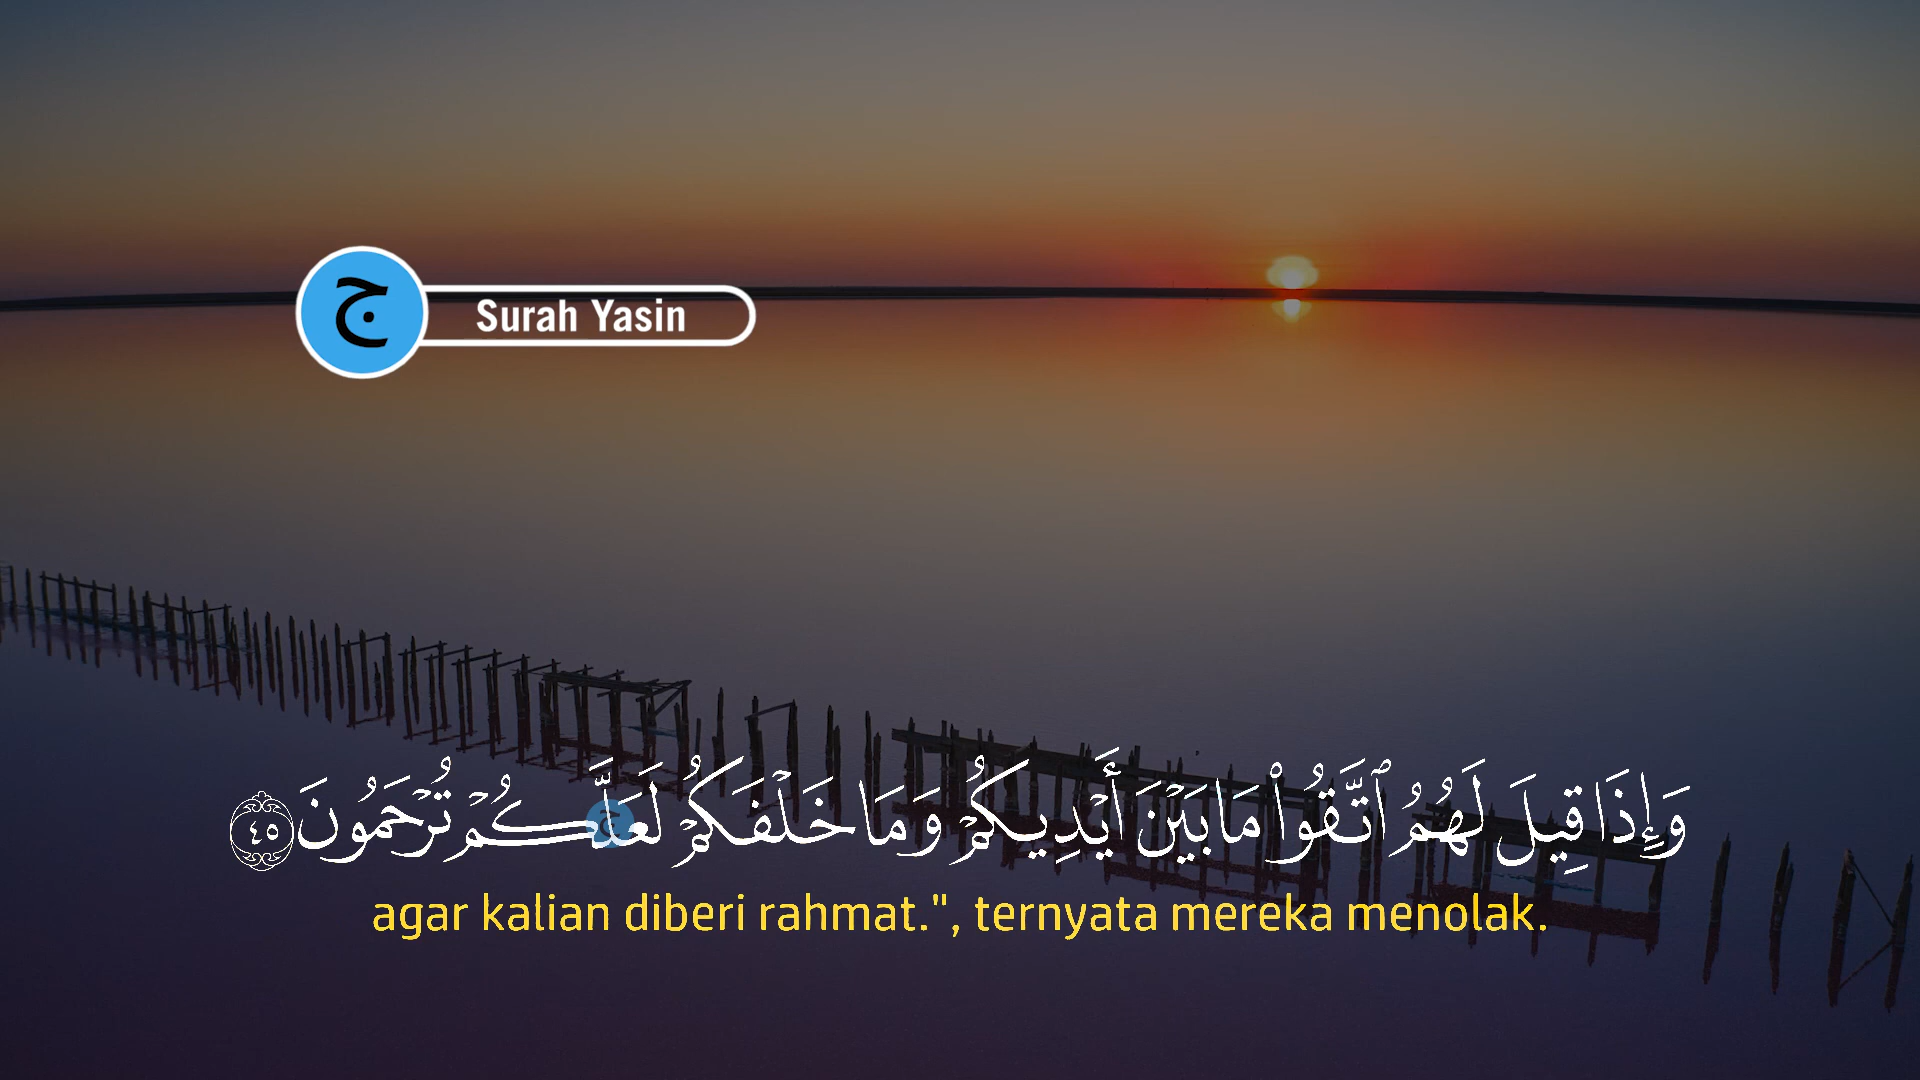 ج
Surah Yasin
وَإِذَا قِيلَ لَهُمُ ٱتَّقُوا۟ مَا بَيْنَ أَيْدِيكُمْ وَمَا خَلْفَكُمْ لَعَلَّكُمْ تُرْحَمُونَ ٤٥
ج
agar kalian diberi rahmat.", ternyata mereka menolak.